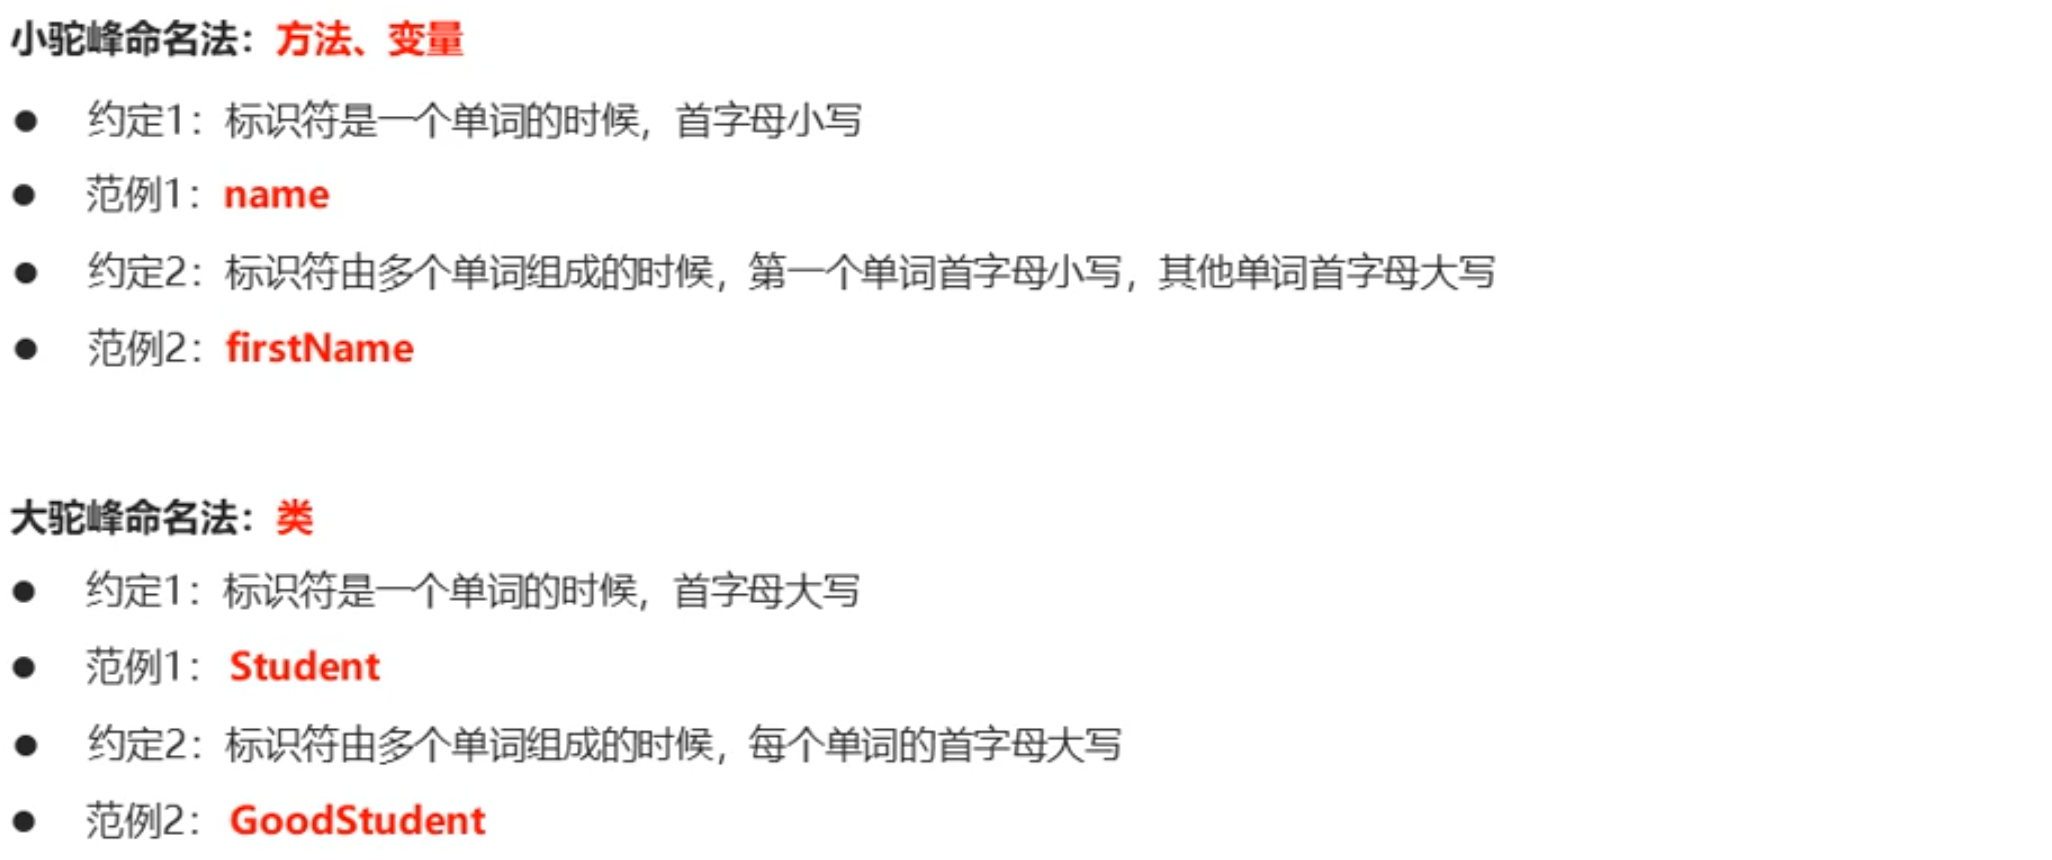 小驼峰命名法：方法、变量
● 约定1：标识符是一个单词的时候，首字母小写
● 范例1：name
● 约定2：标识符由多个单词组成的时候，第一个单词首字母小写，其他单词首字母大写
● 范例2：firstName
大驼峰命名法：类
● 约定1：标识符是一个单词的时候，首字母大写
● 范例1：Student
● 约定2：标识符由多个单词组成的时候，每个单词的首字母大写
● 范例2：GoodStudent